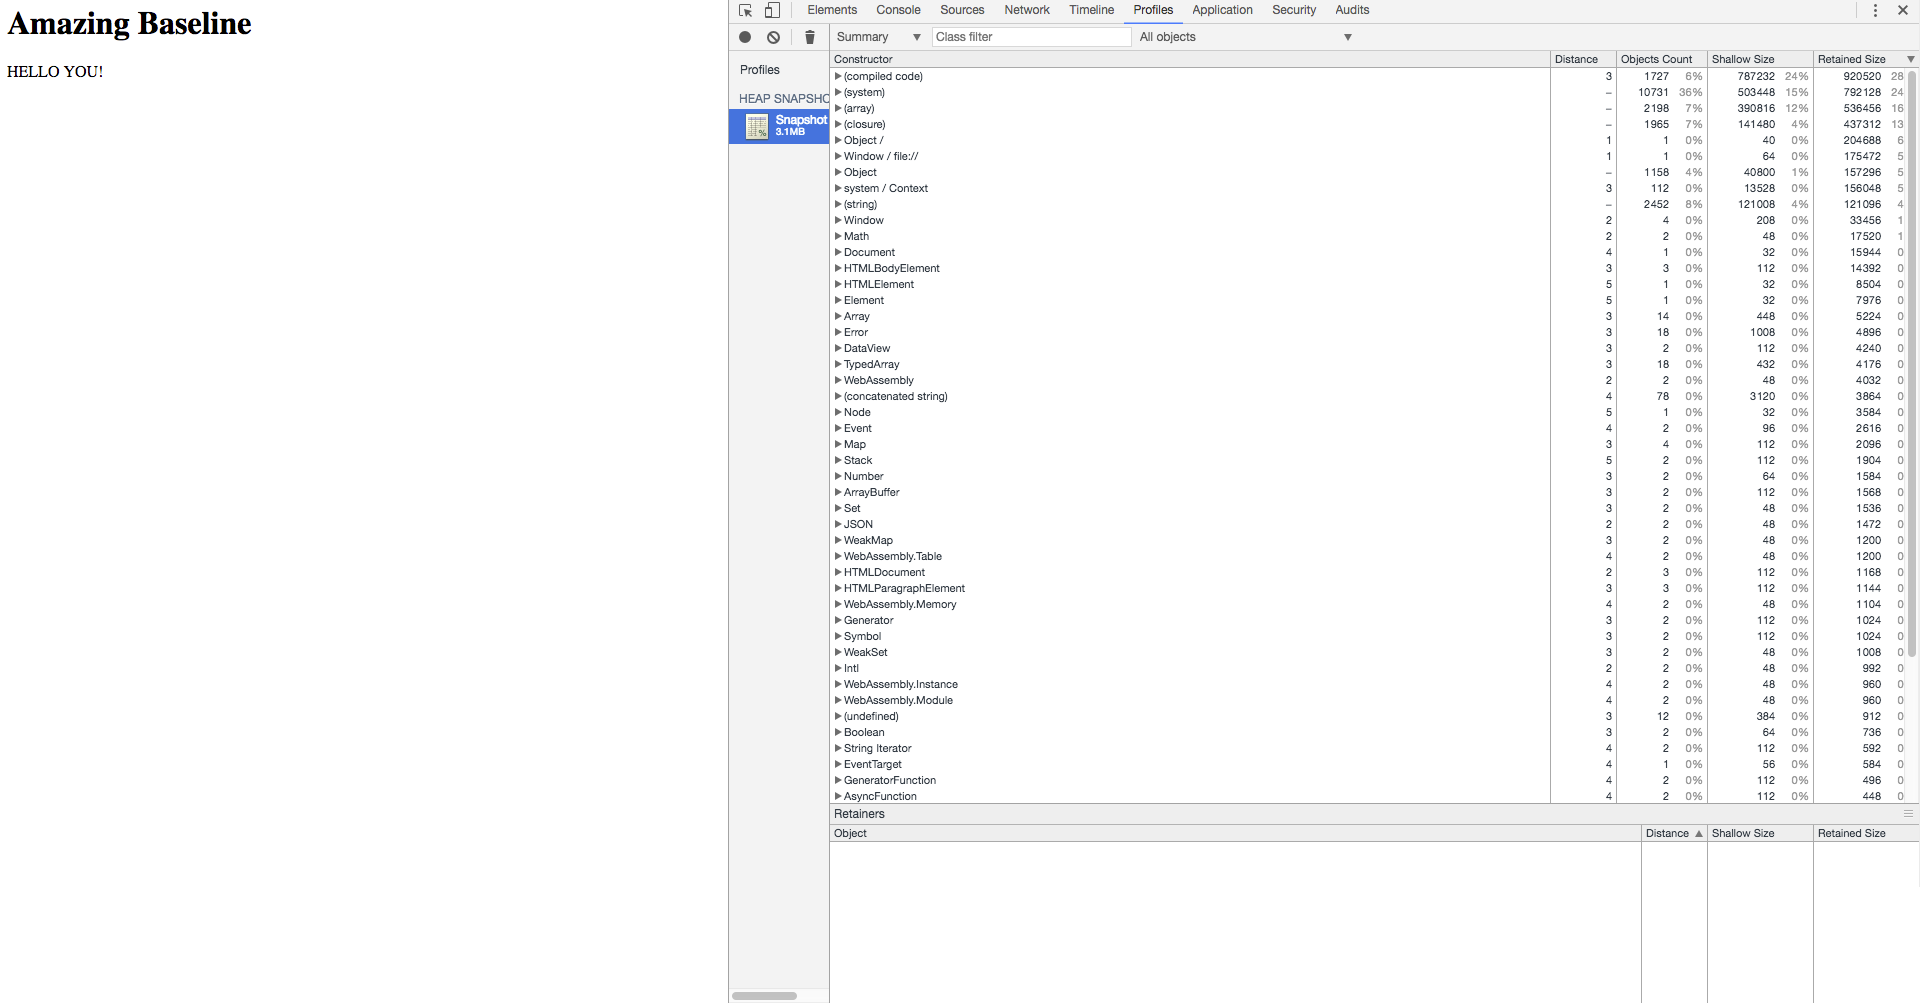 Amazing Baseline
HELLO YOU!
Elements Console Sources Network Timeline Profiles Application Security Audits
Summary Class filter All objects
Profiles
HEAP SNAPSHO
Snapshot
3.1MB
Constructor Distance Objects Count Shallow Size Retained Size
(compiled code) 3 1727 6% 787232 24% 920520 28
(system) – 10731 36% 503448 15% 792128 24
(array) – 2198 7% 390816 12% 536456 16
(closure) – 1965 7% 141480 4% 437312 13
Object / 1 1 0% 40 0% 204688 6
Window / file:// 1 1 0% 64 0% 175472 5
Object – 1158 4% 40800 1% 157296 5
system / Context 3 112 0% 13528 0% 156048 5
(string) – 2452 8% 121008 4% 121096 4
Window 2 4 0% 208 0% 33456 1
Math 2 2 0% 48 0% 17520 1
Document 4 1 0% 32 0% 15944 0
HTMLBodyElement 3 3 0% 112 0% 14392 0
HTMLElement 5 1 0% 32 0% 8504 0
Element 5 1 0% 32 0% 7976 0
Array 3 14 0% 448 0% 5224 0
Error 3 18 0% 1008 0% 4896 0
DataView 3 2 0% 112 0% 4240 0
TypedArray 3 18 0% 432 0% 4176 0
WebAssembly 2 2 0% 48 0% 4032 0
(concatenated string) 4 78 0% 3120 0% 3864 0
Node 5 1 0% 32 0% 3584 0
Event 4 2 0% 96 0% 2616 0
Map 3 4 0% 112 0% 2096 0
Stack 5 2 0% 112 0% 1904 0
Number 3 2 0% 64 0% 1584 0
ArrayBuffer 3 2 0% 112 0% 1568 0
Set 3 2 0% 48 0% 1536 0
JSON 2 2 0% 48 0% 1472 0
WeakMap 3 2 0% 48 0% 1200 0
WebAssembly.Table 4 2 0% 48 0% 1200 0
HTMLDocument 2 3 0% 112 0% 1168 0
HTMLParagraphElement 3 3 0% 112 0% 1144 0
WebAssembly.Memory 4 2 0% 48 0% 1104 0
Generator 3 2 0% 112 0% 1024 0
Symbol 3 2 0% 112 0% 1024 0
WeakSet 3 2 0% 48 0% 1008 0
Intl 2 2 0% 48 0% 992 0
WebAssembly.Instance 4 2 0% 48 0% 960 0
WebAssembly.Module 4 2 0% 48 0% 960 0
(undefined) 3 12 0% 384 0% 912 0
Boolean 3 2 0% 64 0% 736 0
String Iterator 4 2 0% 112 0% 592 0
EventTarget 4 1 0% 56 0% 584 0
GeneratorFunction 4 2 0% 112 0% 496 0
AsyncFunction 4 2 0% 112 0% 448 0
Retainers
Object Distance Shallow Size Retained Size